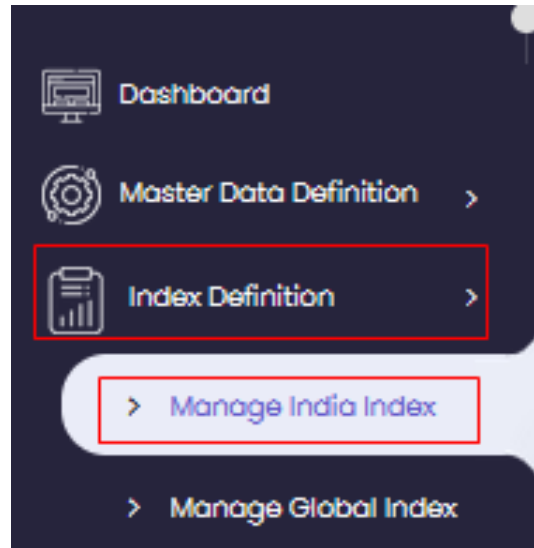 Dashboard
Master Data Definition >
Index Definition >
> Manage India Index
> Manage Global Index